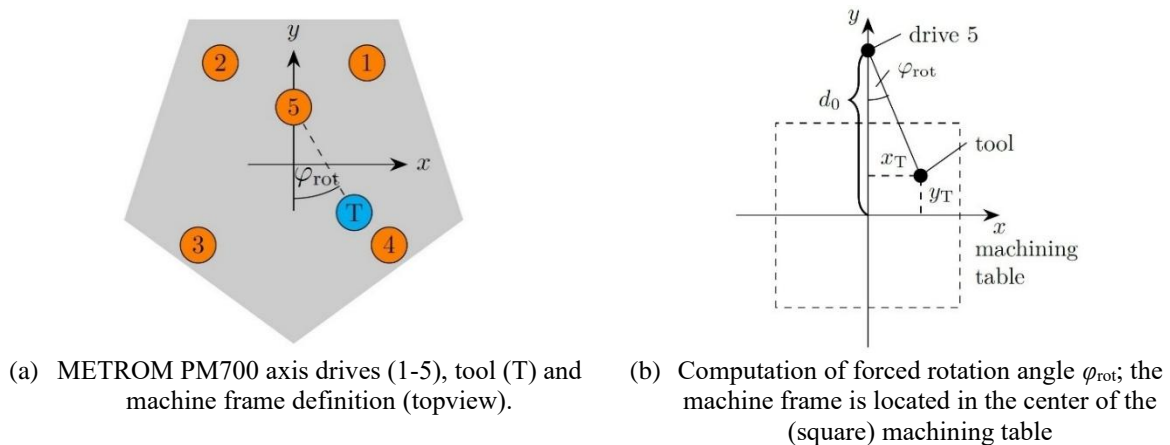 y
2
1
5
x
φrot
T
3
4
(a) METROM PM700 axis drives (1-5), tool (T) and
machine frame definition (topview).
y
drive 5
φrot
d0
xT
tool
yT
x
machining
table
(b) Computation of forced rotation angle φrot; the
machine frame is located in the center of the
(square) machining table